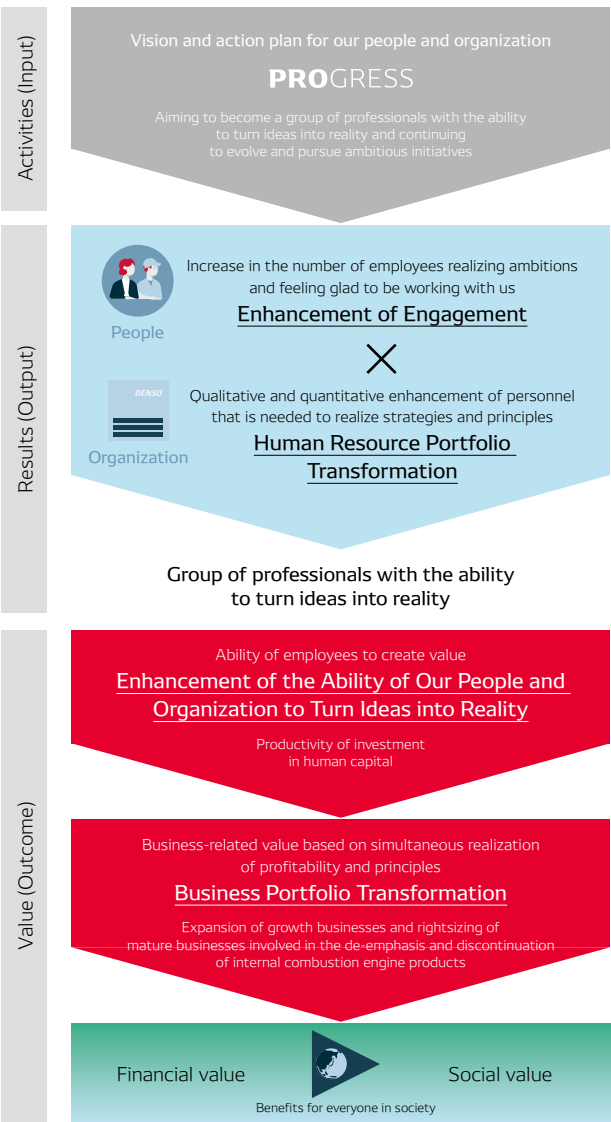 Activities (Input)
Vision and action plan for our people and organization
PROGRESS
Aiming to become a group of professionals with the ability
to turn ideas into reality and continuing
to evolve and pursue ambitious initiatives
Results (Output)
People
Increase in the number of employees realizing ambitions
and feeling glad to be working with us
Enhancement of Engagement
×
DENSO
Organization
Qualitative and quantitative enhancement of personnel
that is needed to realize strategies and principles
Human Resource Portfolio
Transformation
Group of professionals with the ability
to turn ideas into reality
Value (Outcome)
Ability of employees to create value
Enhancement of the Ability of Our People and
Organization to Turn Ideas into Reality
Productivity of investment
in human capital
Business-related value based on simultaneous realization
of profitability and principles
Business Portfolio Transformation
Expansion of growth businesses and rightsizing of
mature businesses involved in the de-emphasis and discontinuation
of internal combustion engine products
Financial value
Social value
Benefits for everyone in society